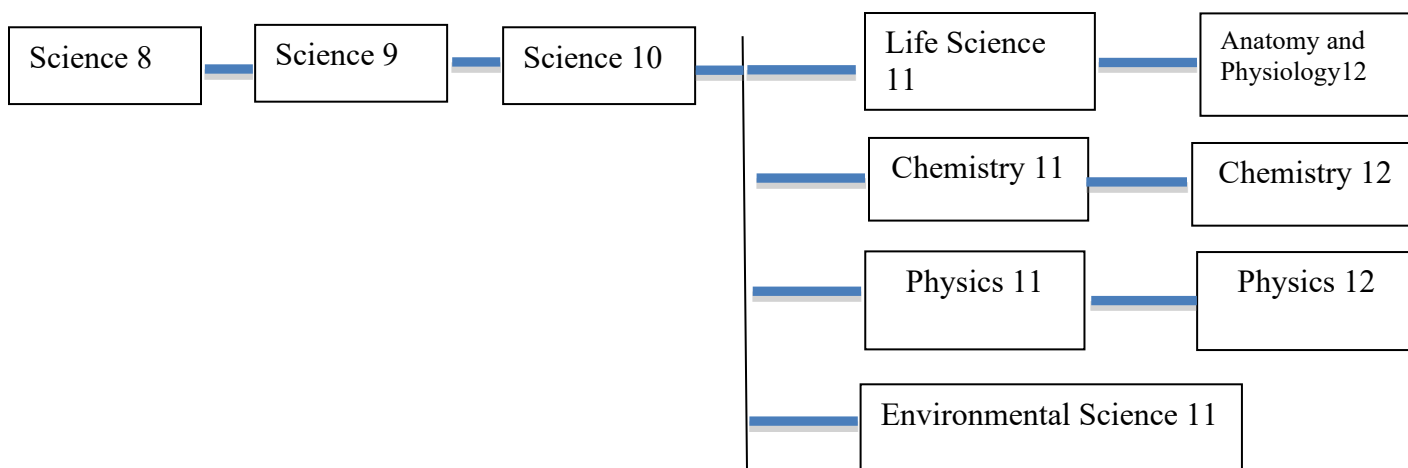 Science 8
Science 9
Science 10
Life Science
11
Anatomy and
Physiology12
Chemistry 11
Chemistry 12
Physics 11
Physics 12
Environmental Science 11